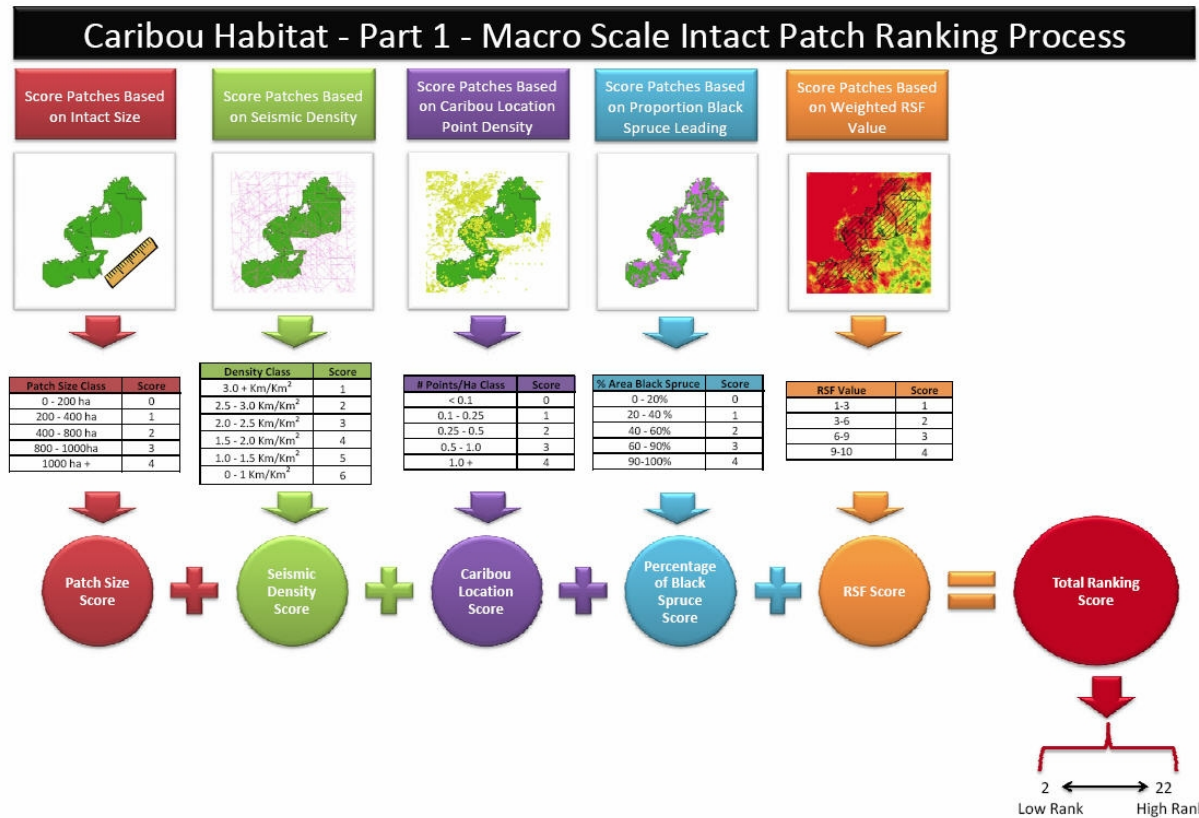 Caribou Habitat - Part 1 - Macro Scale Intact Patch Ranking Process
Score Patches Based
on Intact Size
Score Patches Based
on Seismic Density
Score Patches Based
on Caribou Location
Point Density
Score Patches Based
on Proportion Black
Spruce Leading
Score Patches Based
on Weighted RSF
Value
Patch Size Class Score
0 - 200 ha 0
200 - 400 ha 1
400 - 800 ha 2
800 - 1000ha 3
1000 ha + 4
Density Class Score
3.0 + Km/Km² 1
2.5 - 3.0 Km/Km² 2
2.0 - 2.5 Km/Km² 3
1.5 - 2.0 Km/Km² 4
1.0 - 1.5 Km/Km² 5
0 - 1 Km/Km² 6
# Points/Ha Class Score
< 0.1 0
0.1 - 0.25 1
0.25 - 0.5 2
0.5 - 1.0 3
1.0 + 4
% Area Black Spruce Score
0 - 20% 0
20 - 40 % 1
40 - 60% 2
60 - 90% 3
90-100% 4
RSF Value Score
1-3 1
3-6 2
6-9 3
9-10 4
Patch Size
Score
+
Seismic
Density
Score
+
Caribou
Location
Score
+
Percentage
of Black
Spruce
Score
+
RSF Score
=
Total Ranking
Score
2 22
Low Rank High Rank